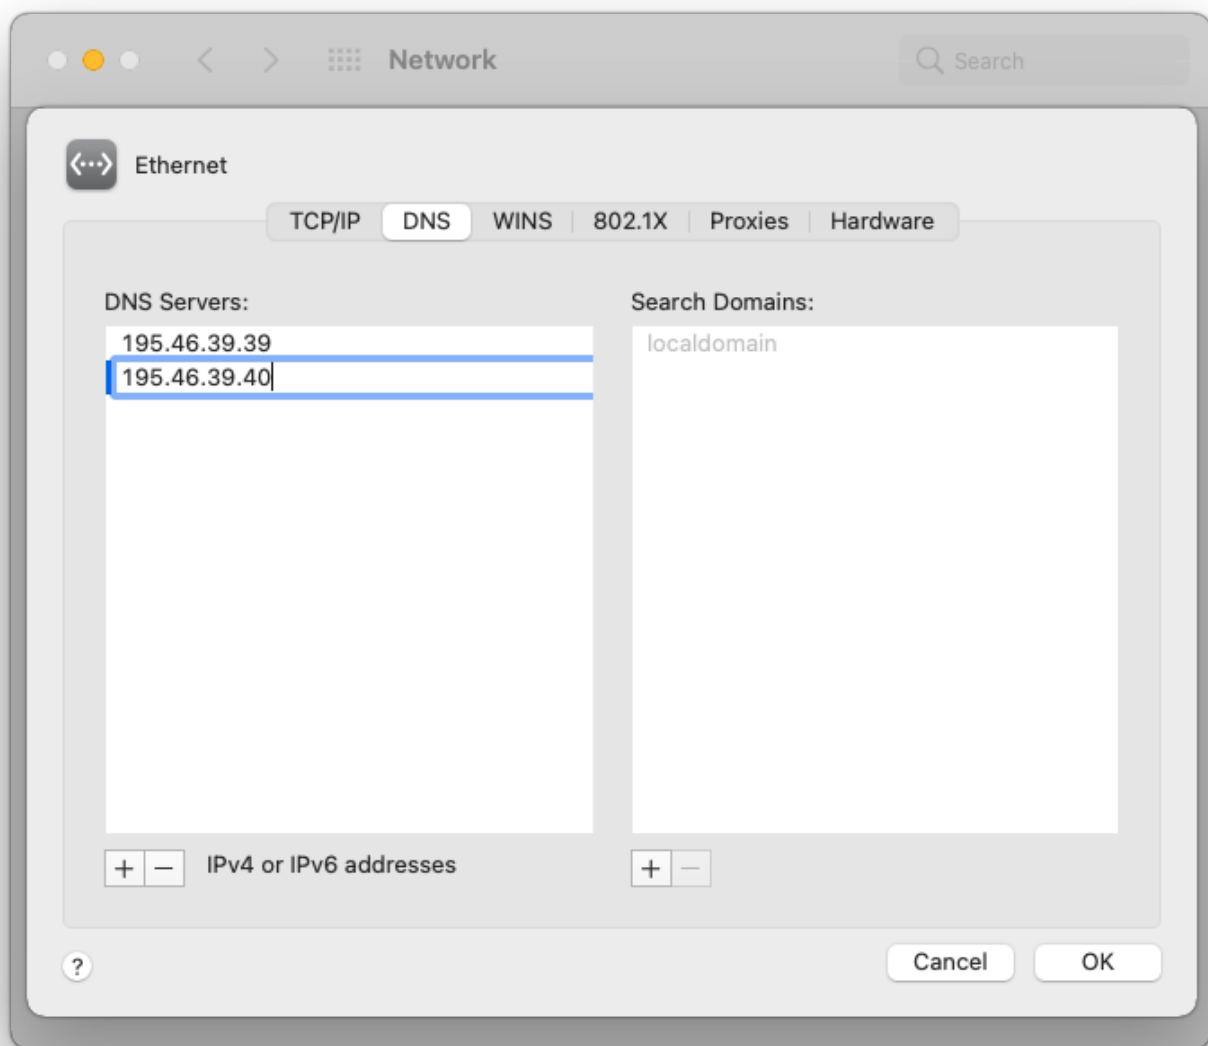 Network
Search
Ethernet
TCP/IP DNS WINS 802.1X Proxies Hardware
DNS Servers:
195.46.39.39
195.46.39.40
Search Domains:
localdomain
+ − IPv4 or IPv6 addresses
+ −
? Cancel OK